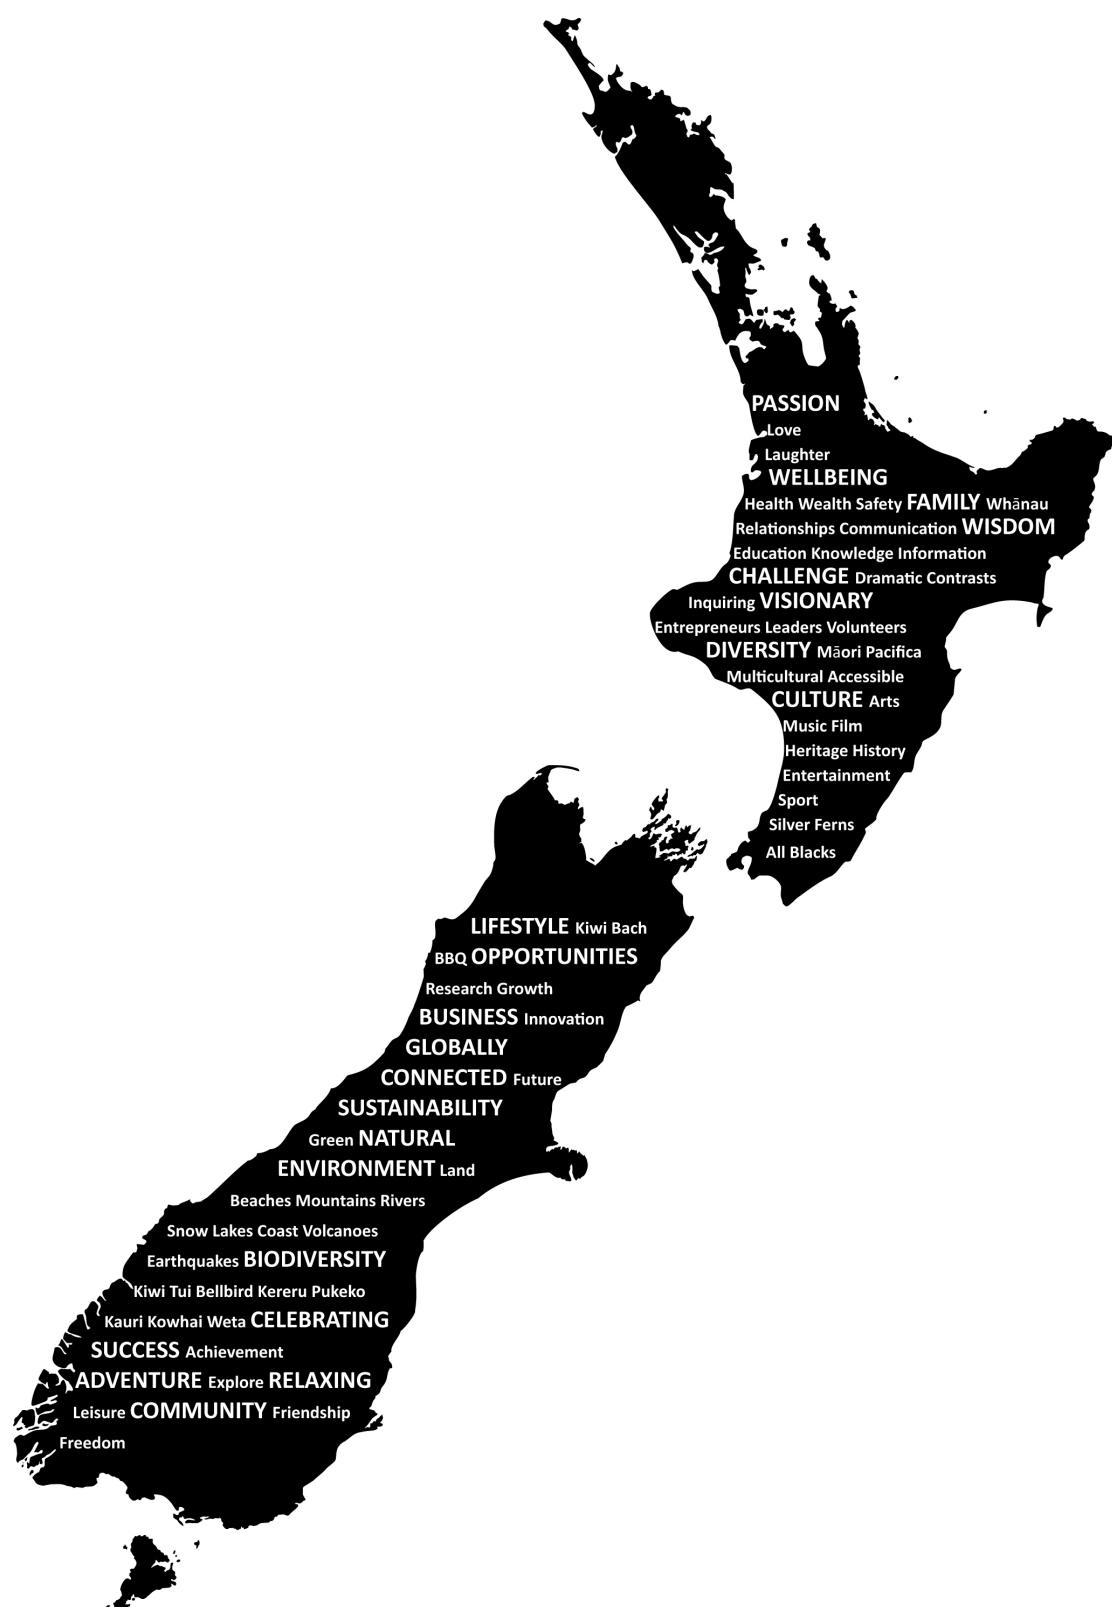 PASSION
Love
Laughter
WELLBEING
Health Wealth Safety FAMILY Whānau
Relationships Communication WISDOM
Education Knowledge Information
CHALLENGE Dramatic Contrasts
Inquiring VISIONARY
Entrepreneurs Leaders Volunteers
DIVERSITY Māori Pacifica
Multicultural Accessible
CULTURE Arts
Music Film
Heritage History
Entertainment
Sport
Silver Ferns
All Blacks
LIFESTYLE Kiwi Bach
BBQ OPPORTUNITIES
Research Growth
BUSINESS Innovation
GLOBALLY
CONNECTED Future
SUSTAINABILITY
Green NATURAL
ENVIRONMENT Land
Beaches Mountains Rivers
Snow Lakes Coast Volcanoes
Earthquakes BIODIVERSITY
Kiwi Tui Bellbird Kereru Pukeko
Kauri Kowhai Weta CELEBRATING
SUCCESS Achievement
ADVENTURE Explore RELAXING
Leisure COMMUNITY Friendship
Freedom